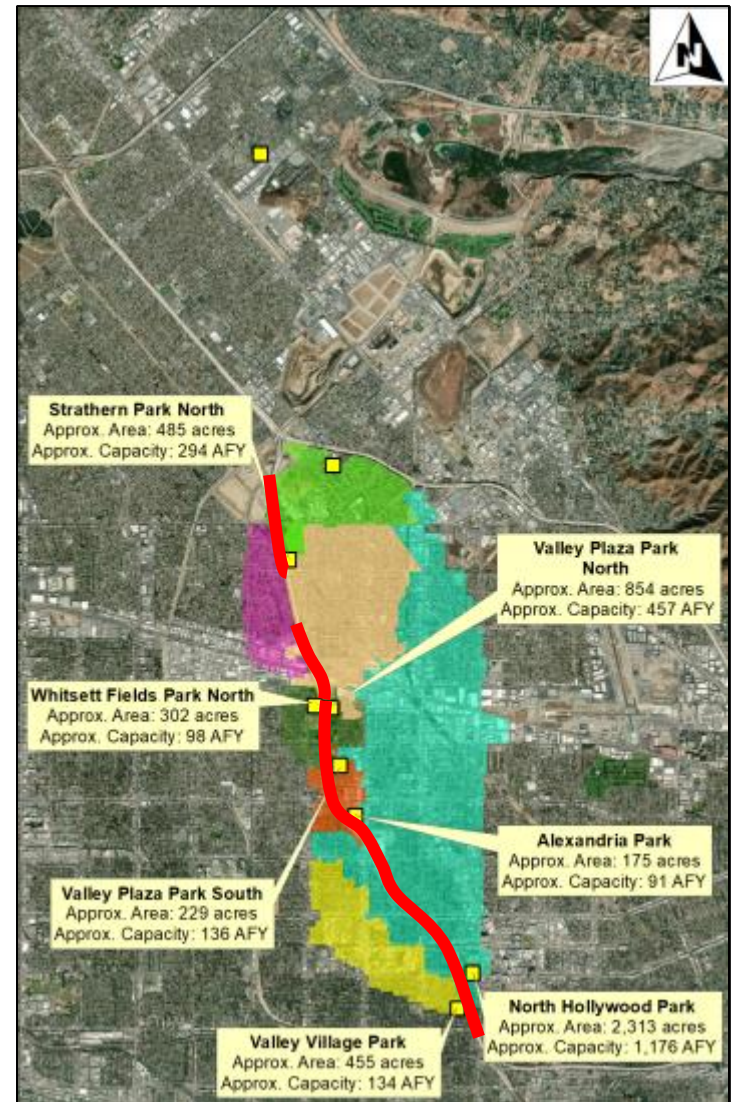 N
Strathern Park North
Approx. Area: 485 acres
Approx. Capacity: 294 AFY
Valley Plaza Park
North
Approx. Area: 854 acres
Approx. Capacity: 457 AFY
Whitsett Fields Park North
Approx. Area: 302 acres
Approx. Capacity: 98 AFY
Alexandria Park
Approx. Area: 175 acres
Approx. Capacity: 91 AFY
Valley Plaza Park South
Approx. Area: 229 acres
Approx. Capacity: 136 AFY
North Hollywood Park
Approx. Area: 2,313 acres
Approx. Capacity: 1,176 AFY
Valley Village Park
Approx. Area: 455 acres
Approx. Capacity: 134 AFY